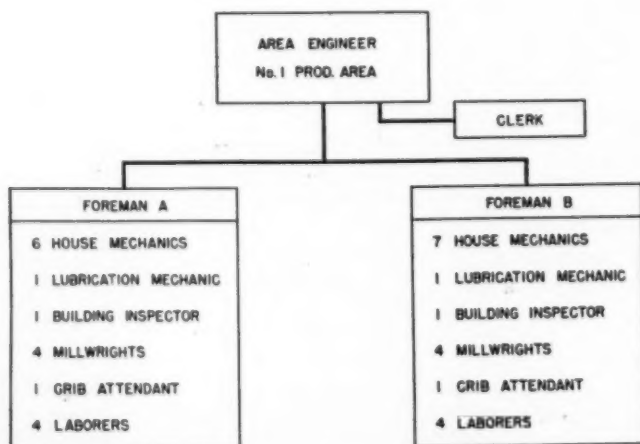 AREA ENGINEER
No. 1 PROD. AREA
CLERK
FOREMAN A
6 HOUSE MECHANICS
1 LUBRICATION MECHANIC
1 BUILDING INSPECTOR
4 MILLWRIGHTS
1 CRIB ATTENDANT
4 LABORERS
FOREMAN B
7 HOUSE MECHANICS
1 LUBRICATION MECHANIC
1 BUILDING INSPECTOR
4 MILLWRIGHTS
1 CRIB ATTENDANT
4 LABORERS